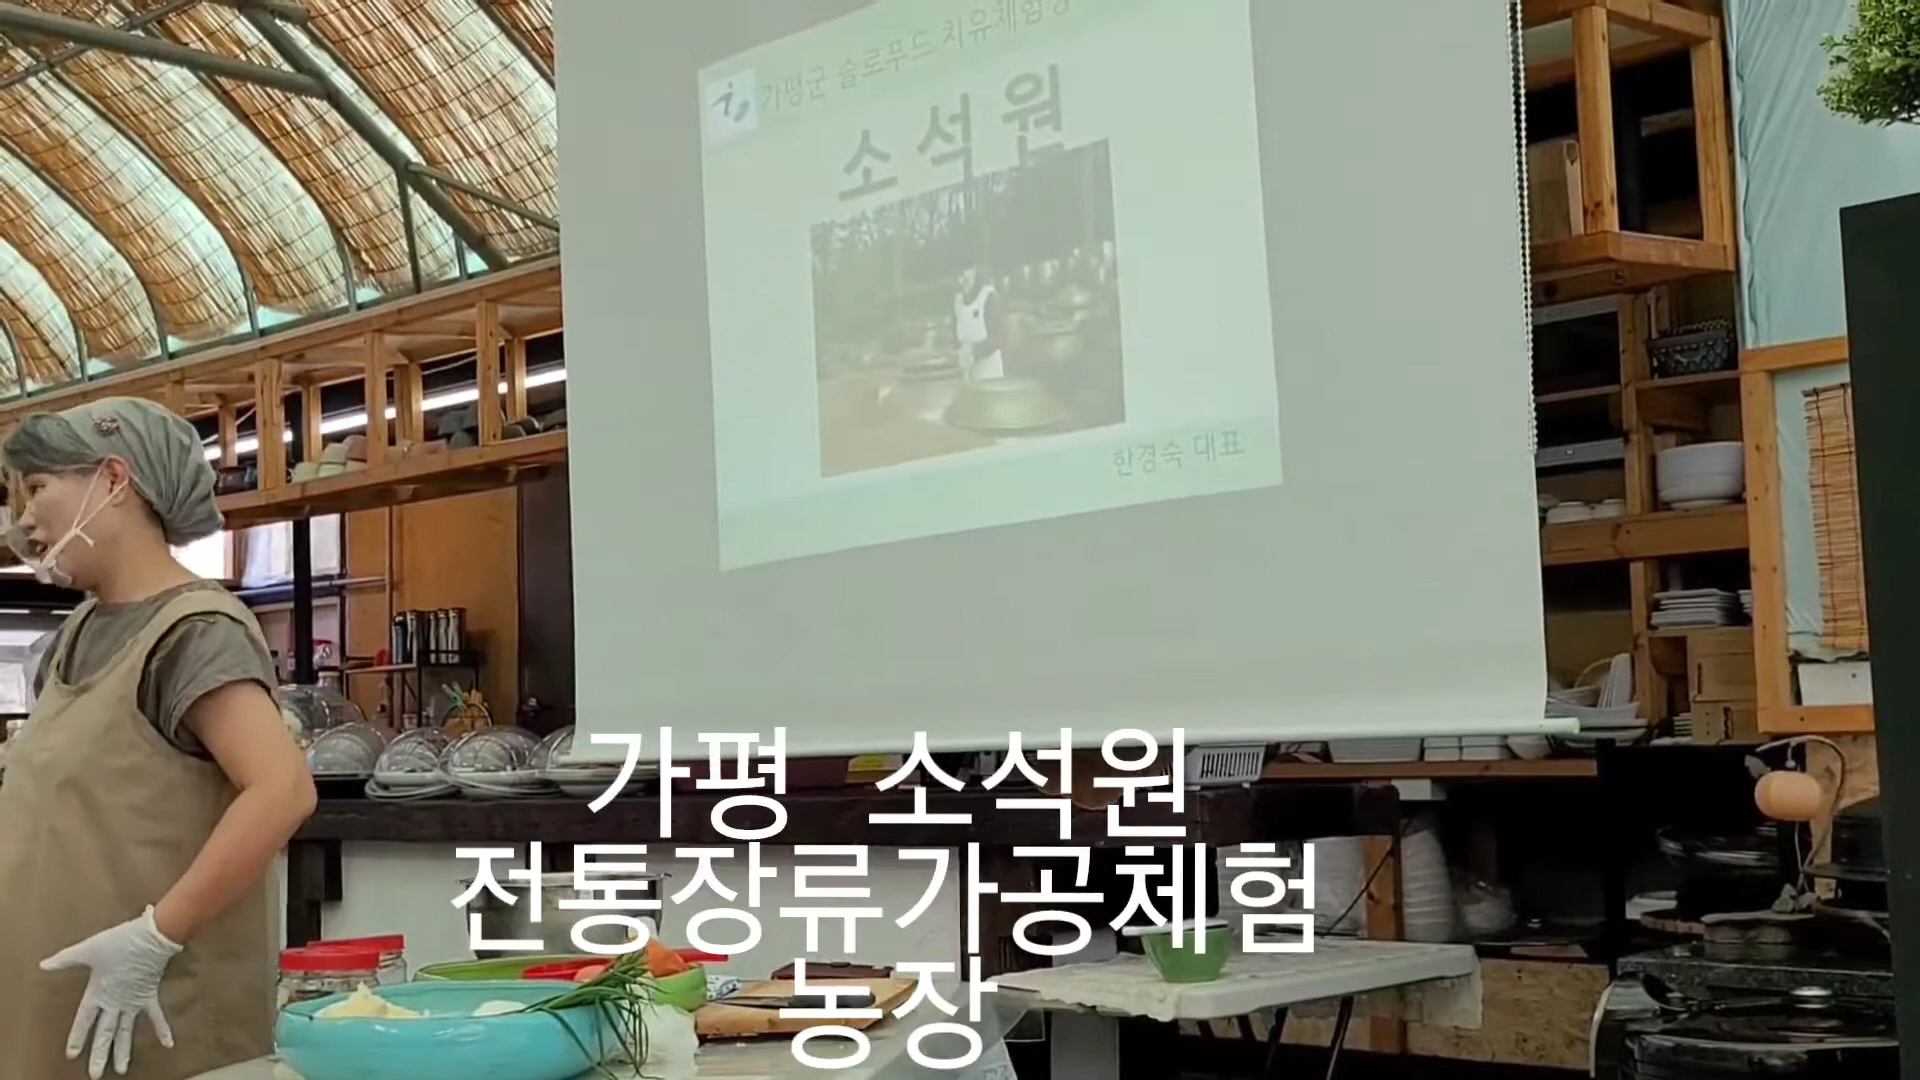 가평군 슬로푸드 치유체험장
소석원
한경숙 대표
가평 소석원
전통장류가공체험
농장